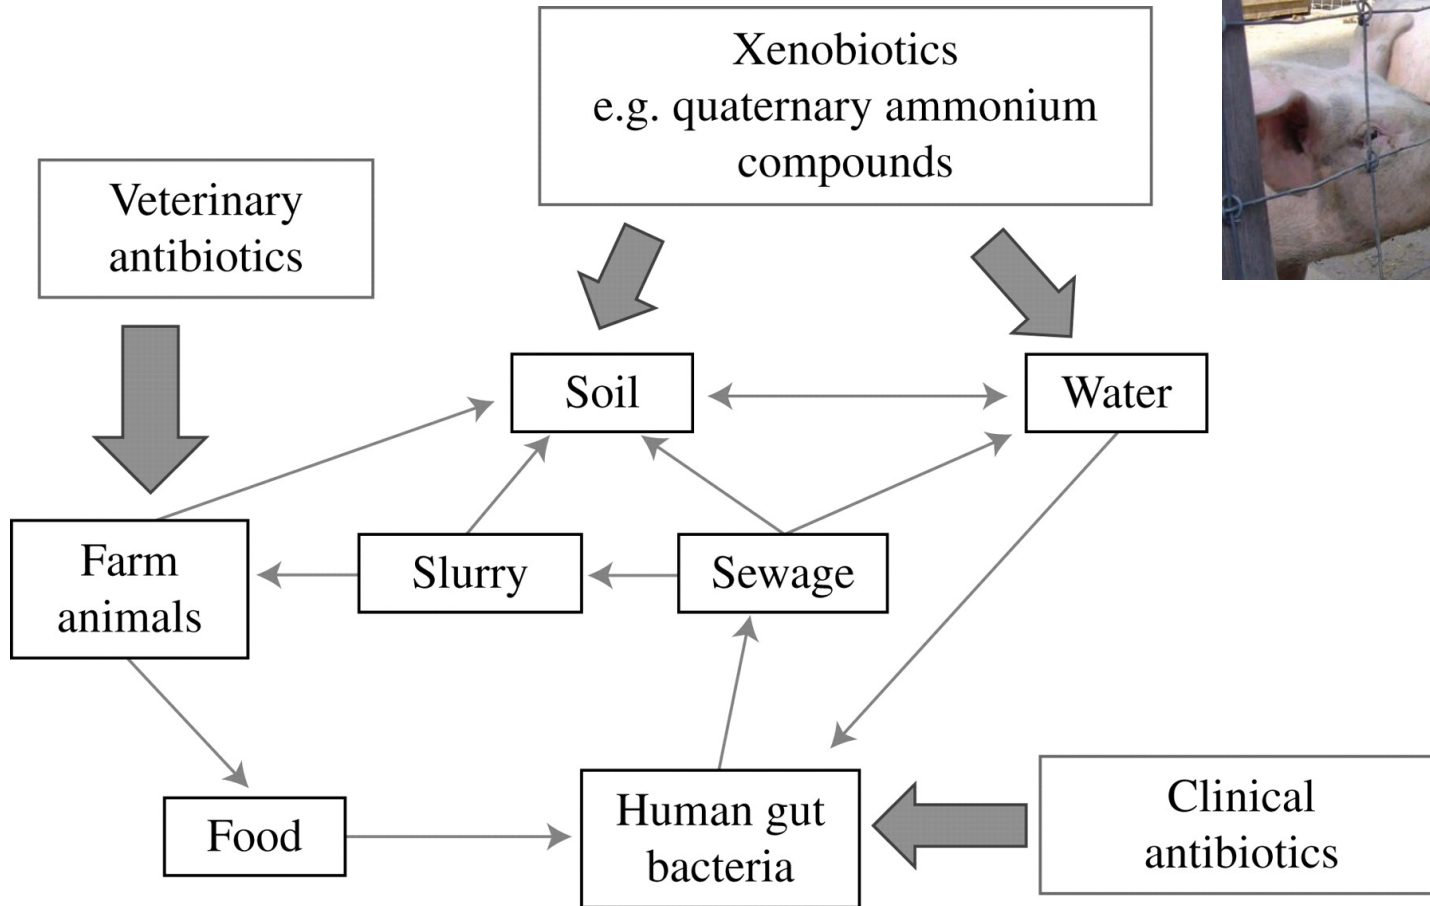 Xenobiotics
e.g. quaternary ammonium
compounds
Veterinary
antibiotics
Soil
Water
Farm
animals
Slurry
Sewage
Food
Human gut
bacteria
Clinical
antibiotics